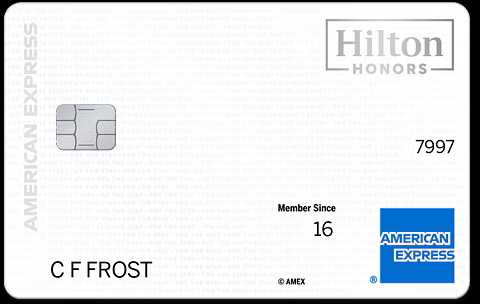 AMERICAN EXPRESS
Hilton
HONORS
7997
Member Since
16
AMERICAN
EXPRESS
®
C F FROST
© AMEX